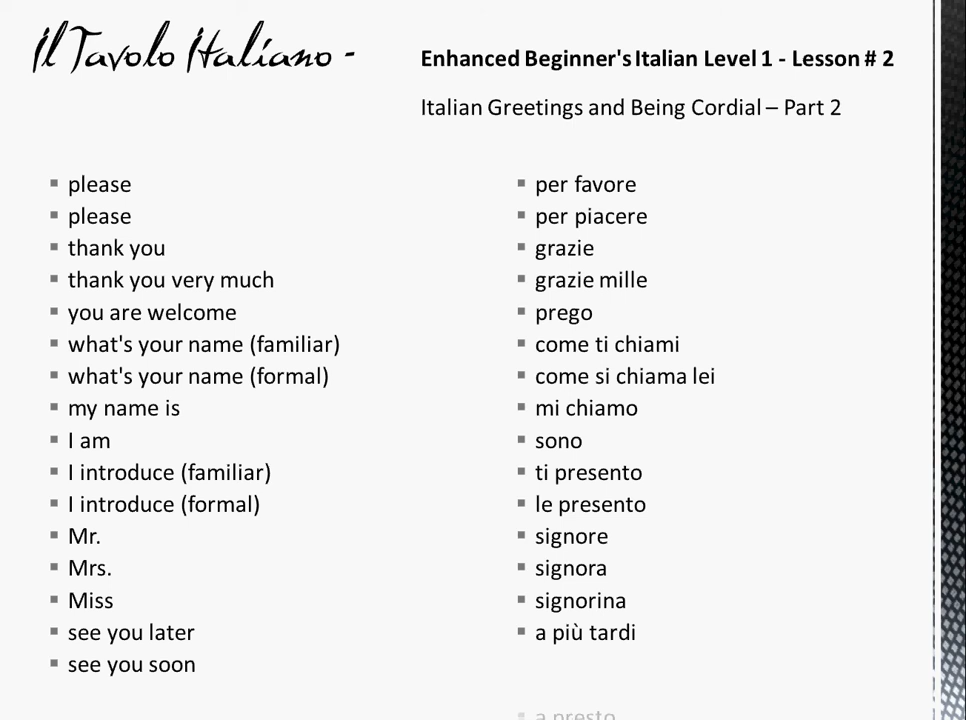 Il Tavolo Italiano -
Enhanced Beginner's Italian Level 1 - Lesson # 2
Italian Greetings and Being Cordial – Part 2
please
please
thank you
thank you very much
you are welcome
what's your name (familiar)
what's your name (formal)
my name is
I am
I introduce (familiar)
I introduce (formal)
Mr.
Mrs.
Miss
see you later
see you soon
per favore
per piacere
grazie
grazie mille
prego
come ti chiami
come si chiama lei
mi chiamo
sono
ti presento
le presento
signore
signora
signorina
a più tardi
a presto